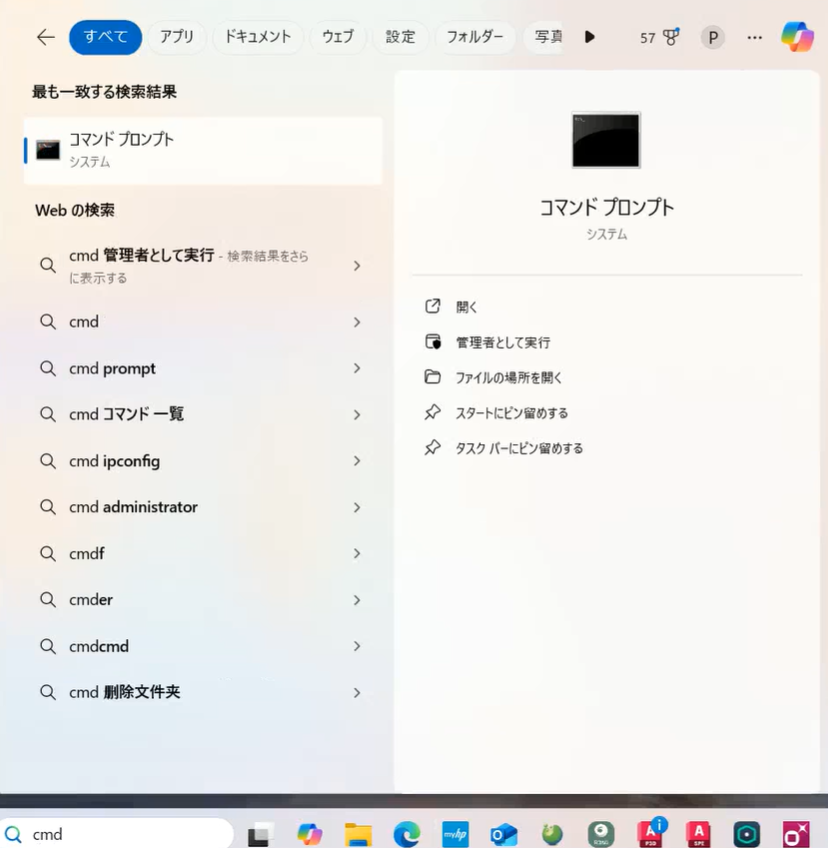 すべて アプリ ドキュメント ウェブ 設定 フォルダー 写真 57 P
最も一致する検索結果
コマンド プロンプト
システム
Web の検索
cmd 管理者として実行 - 検索結果をさら
に表示する
cmd
cmd prompt
cmd コマンド 一覧
cmd ipconfig
cmd administrator
cmdf
cmder
cmdcmd
cmd 删除文件夹
コマンド プロンプト
システム
開く
管理者として実行
ファイルの場所を開く
スタートにピン留めする
タスク バーにピン留めする
cmd
myhp
A
PID
A
SPE